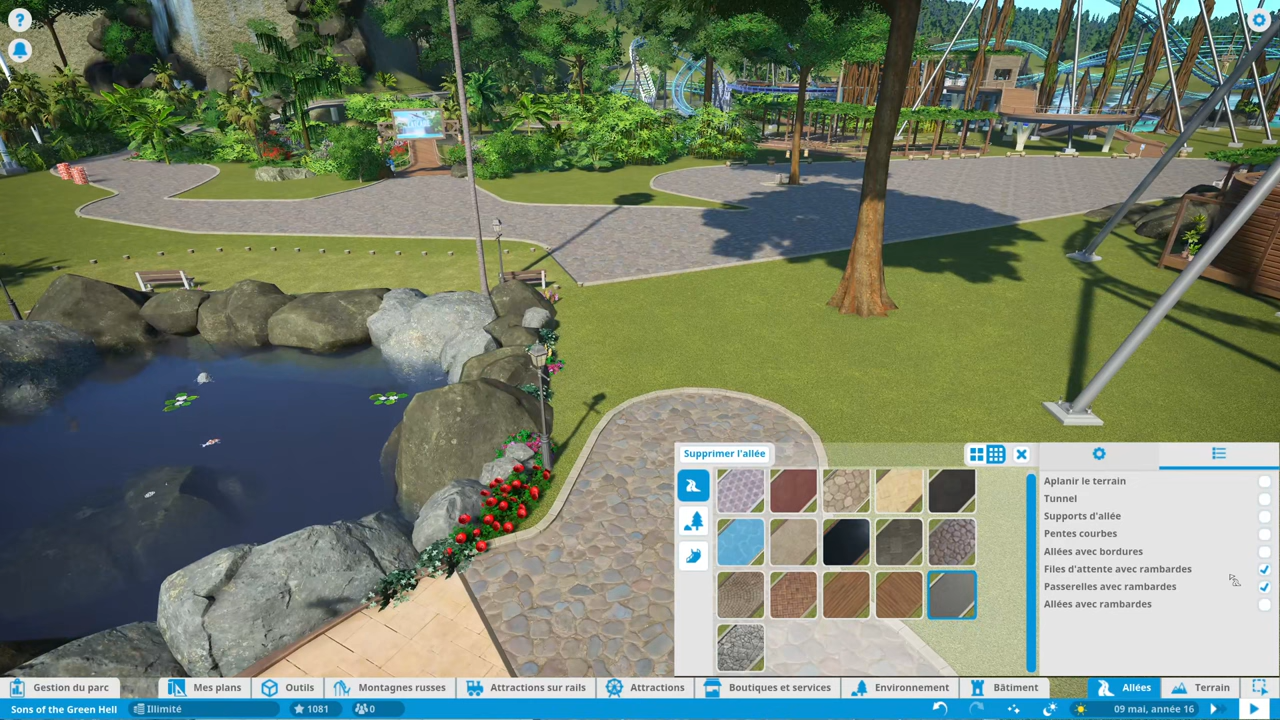 ?
Supprimer l'allée
Aplanir le terrain
Tunnel
Supports d'allée
Pentes courbes
Allées avec bordures
Files d'attente avec rambardes
Passerelles avec rambardes
Allées avec rambardes
Gestion du parc
Mes plans
Outils
Montagnes russes
Attractions sur rails
Attractions
Boutiques et services
Environnement
Bâtiment
Allées
Terrain
Sons of the Green Hell
Illimité
1081
0
09 mai, année 16